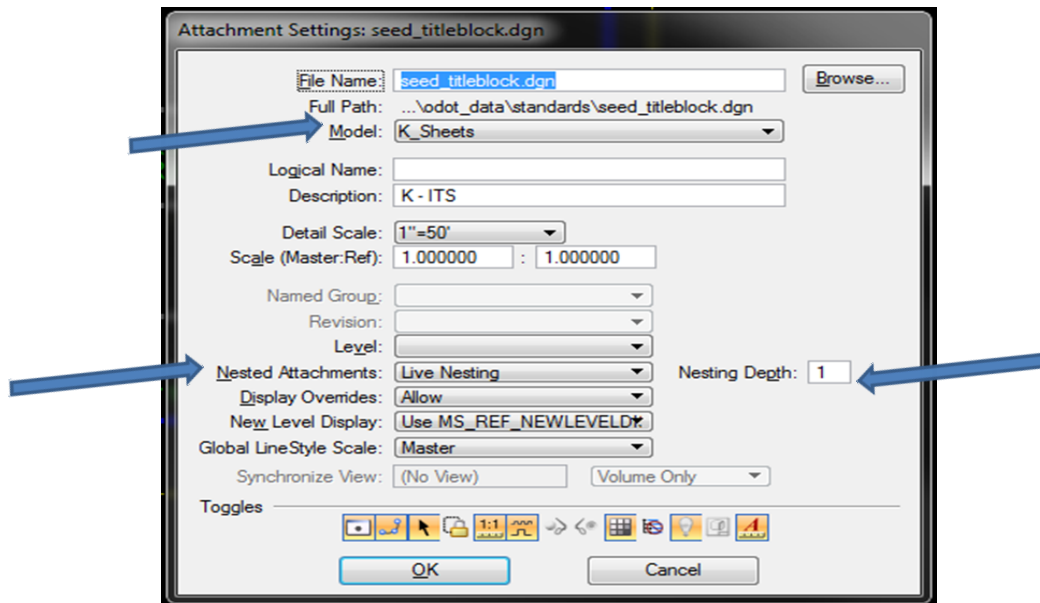 Attachment Settings: seed_titleblock.dgn
File Name: seed_titleblock.dgn Browse...
Full Path: ...\odot_data\standards\seed_titleblock.dgn
Model: K_Sheets
Logical Name:
Description: K - ITS
Detail Scale: 1"=50'
Scale (Master:Ref): 1.000000 : 1.000000
Named Group:
Revision:
Level:
Nested Attachments: Live Nesting Nesting Depth: 1
Display Overrides: Allow
New Level Display: Use MS_REF_NEWLEVELDI
Global LineStyle Scale: Master
Synchronize View: (No View) Volume Only
Toggles
1:1 A
OK Cancel